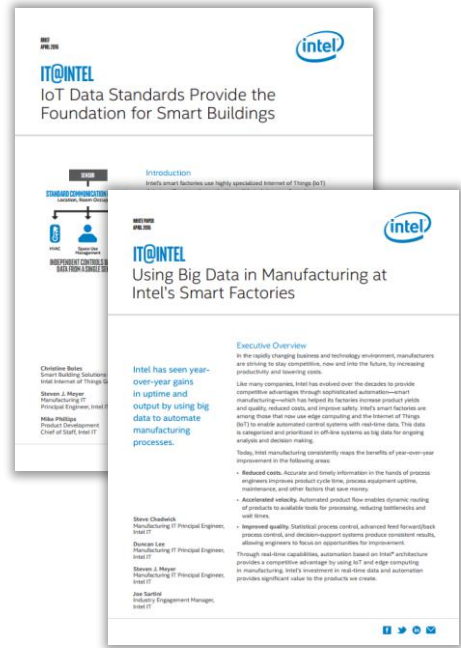 BRIEF
APRIL 2016
intel
IT@INTEL
IoT Data Standards Provide the
Foundation for Smart Buildings
SENSOR
STANDARD COMMUNICATION
Location, Room Occup
HVAC
Space Use
Management
INDEPENDENT CONTROLS
DATA FROM A SINGLE SE
Introduction
Intel's smart factories use highly specialized Internet of Things (IoT)
Christine Boles
Smart Building Solutions
Intel Internet of Things G
Steven J. Meyer
Manufacturing IT
Principal Engineer, Intel I
Mike Phillips
Product Development
Chief of Staff, Intel IT
WHITE PAPER
APRIL 2016
intel
IT@INTEL
Using Big Data in Manufacturing at
Intel's Smart Factories
Intel has seen year-
over-year gains
in uptime and
output by using big
data to automate
manufacturing
processes.
Steve Chadwick
Manufacturing IT Principal Engineer,
Intel IT
Duncan Lee
Manufacturing IT Principal Engineer,
Intel IT
Steven J. Meyer
Manufacturing IT Principal Engineer,
Intel IT
Joe Sartini
Industry Engagement Manager,
Intel IT
Executive Overview
In the rapidly changing business and technology environment, manufacturers
are striving to stay competitive, now and into the future, by increasing
productivity and lowering costs.
Like many companies, Intel has evolved over the decades to provide
competitive advantages through sophisticated automation—smart
manufacturing—which has helped its factories increase product yields
and quality, reduced costs, and improve safety. Intel's smart factories are
among those that now use edge computing and the Internet of Things
(IoT) to enable automated control systems with real-time data. This data
is categorized and prioritized in off-line systems as big data for ongoing
analysis and decision making.
Today, Intel manufacturing consistently reaps the benefits of year-over-year
improvement in the following areas:
• Reduced costs. Accurate and timely information in the hands of process
engineers improves product cycle time, process equipment uptime,
maintenance, and other factors that save money.
• Accelerated velocity. Automated product flow enables dynamic routing
of products to available tools for processing, reducing bottlenecks and
wait times.
• Improved quality. Statistical process control, advanced feed forward/back
process control, and decision-support systems produce consistent results,
allowing engineers to focus on opportunities for improvement.
Through real-time capabilities, automation based on Intel® architecture
provides a competitive advantage by using IoT and edge computing
in manufacturing. Intel's investment in real-time data and automation
provides significant value to the products we create.